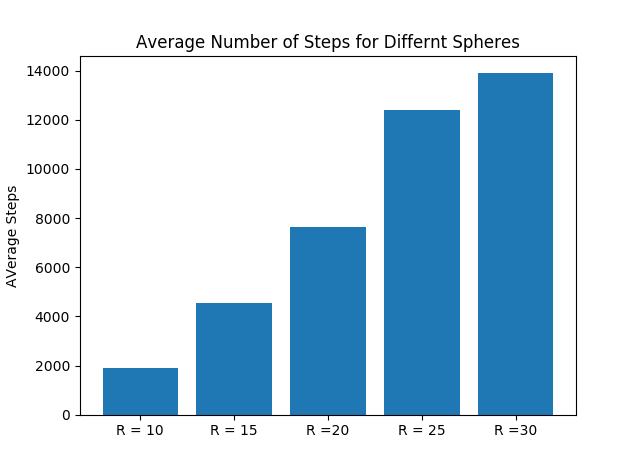 Average Number of Steps for Differnt Spheres
14000
12000
10000
8000
6000
4000
2000
0
AVerage Steps
R = 10
R = 15
R =20
R = 25
R =30